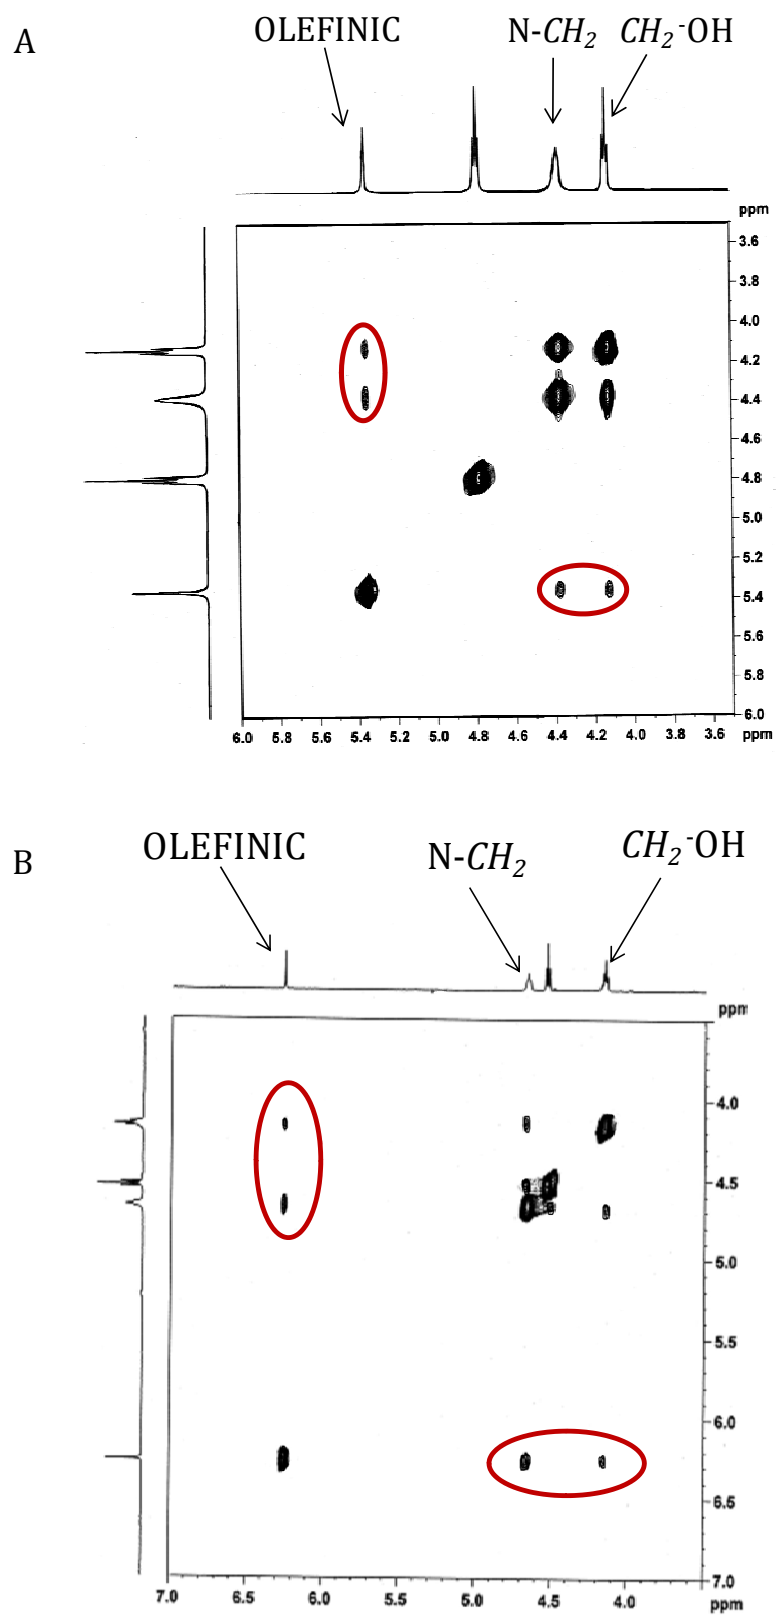 A
OLEFINIC
N-CH2
CH2-OH
ppm
3.6
3.8
4.0
4.2
4.4
4.6
4.8
5.0
5.2
5.4
5.6
5.8
6.0
6.0 5.8 5.6 5.4 5.2 5.0 4.8 4.6 4.4 4.2 4.0 3.8 3.6 ppm
B
OLEFINIC
N-CH2
CH2-OH
ppm
4.0
4.5
5.0
5.5
6.0
6.5
7.0
7.0 6.5 6.0 5.5 5.0 4.5 4.0 ppm